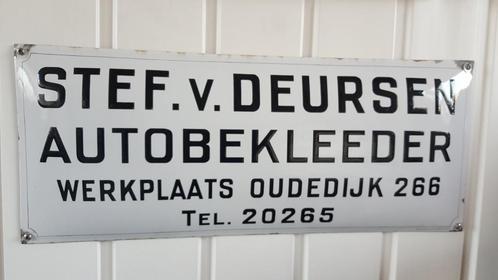 STEF. V. DEURSEN
AUTOBEKLEEDER
WERKPLAATS OUDEDIJK 266
TEL. 20265